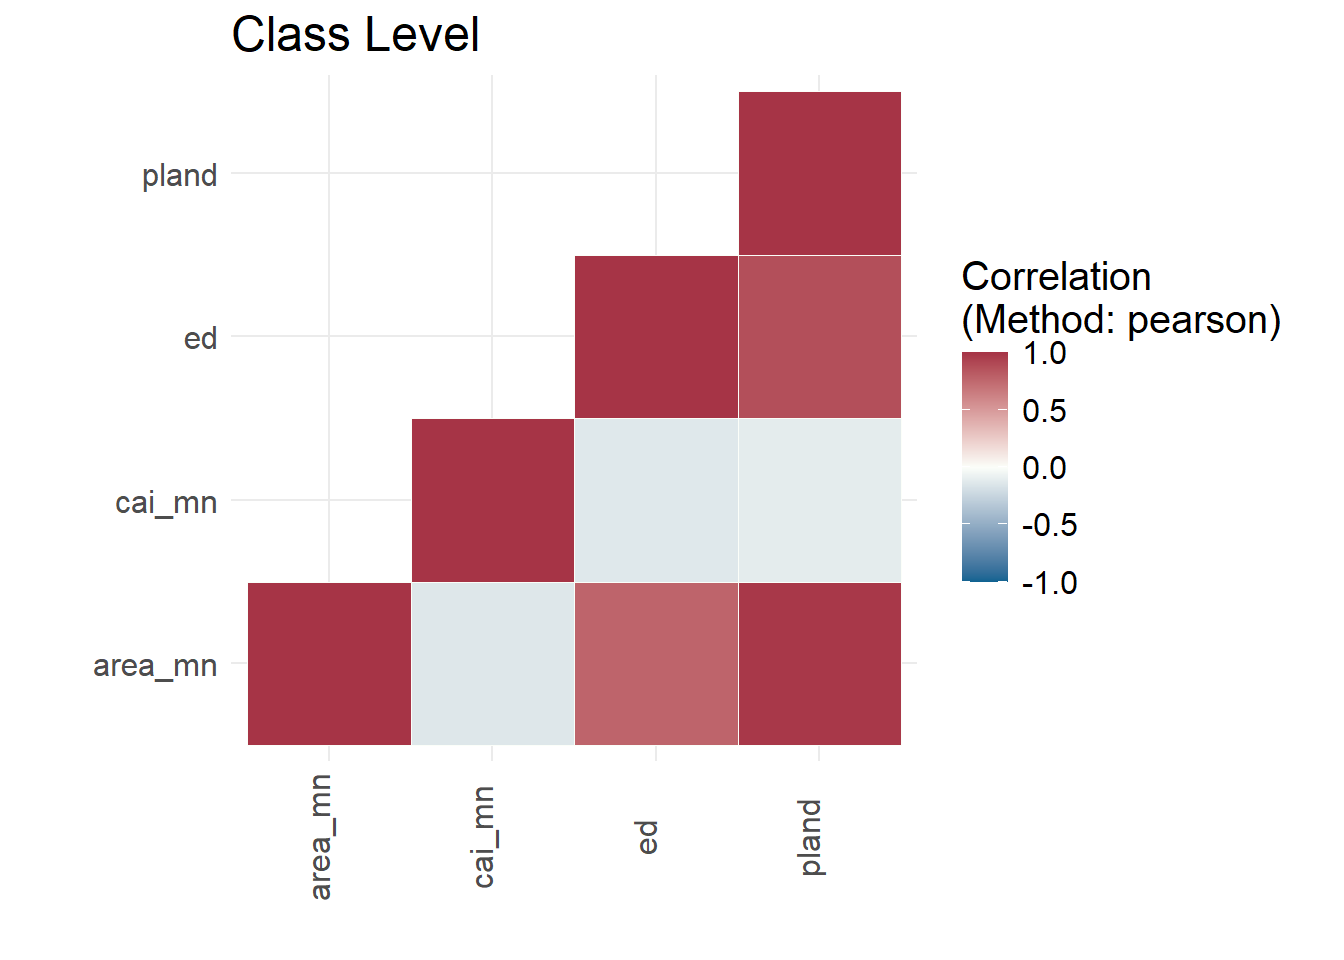 Class Level
pland
ed
cai_mn
area_mn
area_mn
cai_mn
ed
pland
Correlation
(Method: pearson)
1.0
0.5
0.0
-0.5
-1.0